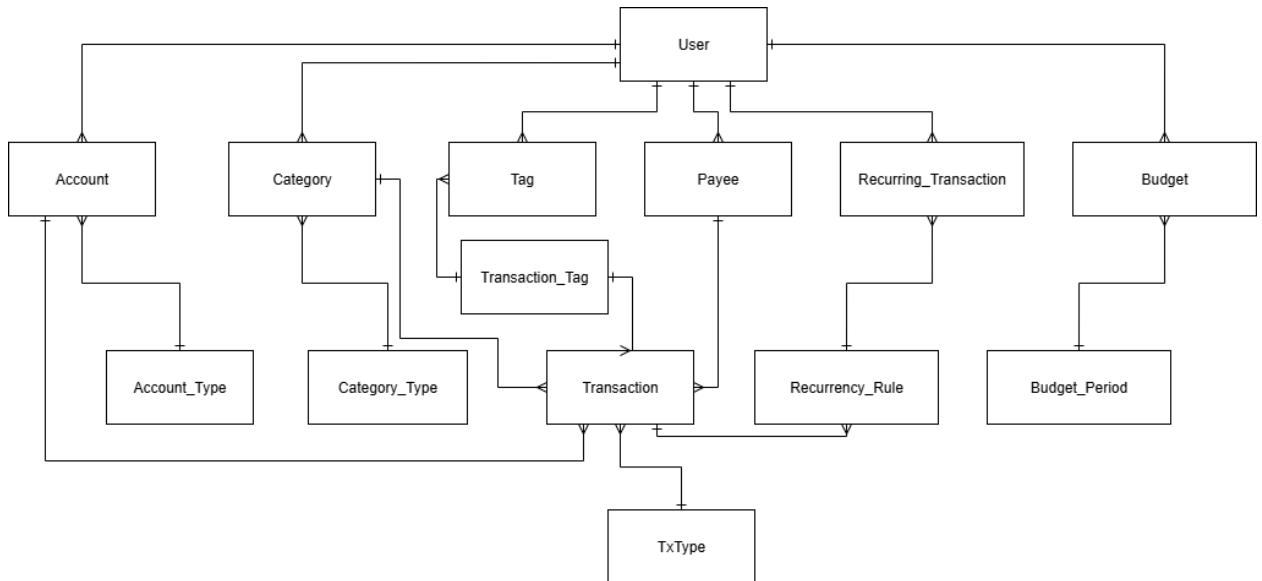 User
Account
Category
Tag
Payee
Recurring_Transaction
Budget
Transaction_Tag
Account_Type
Category_Type
Transaction
Recurrency_Rule
Budget_Period
TxType